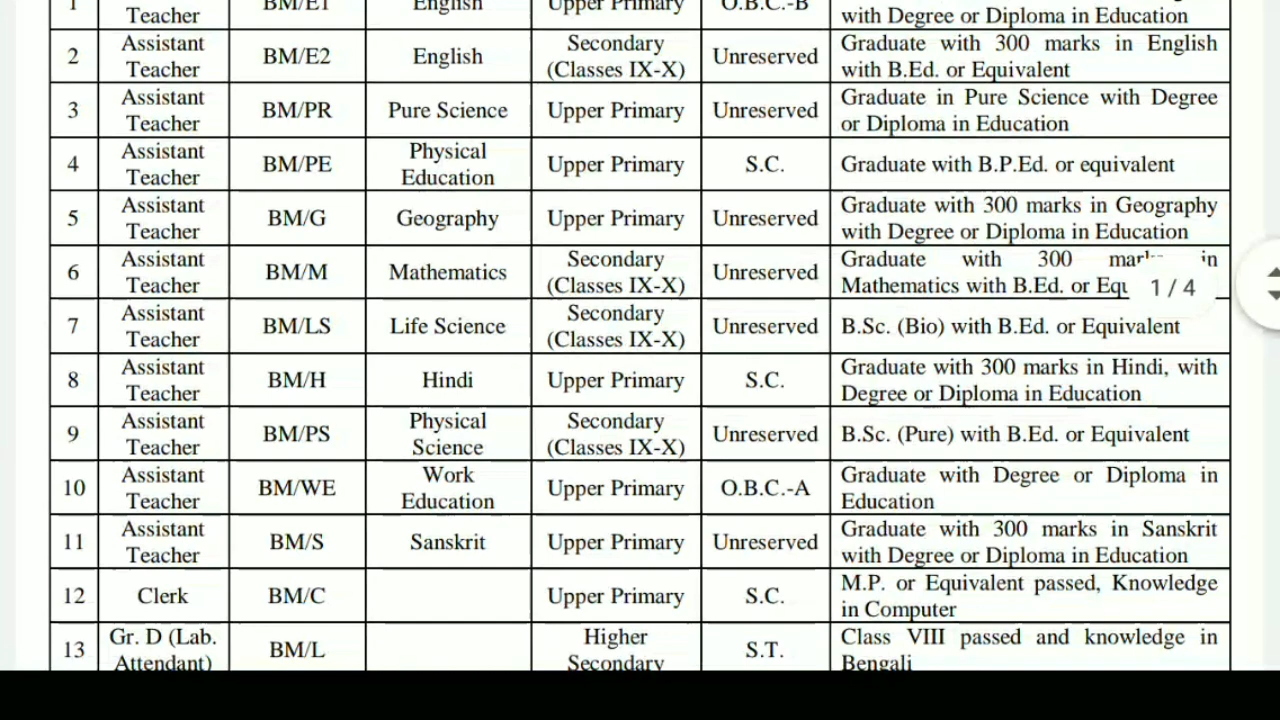 1 Teacher BM/E1 English Upper Primary O.B.C.-B
with Degree or Diploma in Education
2 Assistant Teacher BM/E2 English Secondary (Classes IX-X) Unreserved Graduate with 300 marks in English with B.Ed. or Equivalent
3 Assistant Teacher BM/PR Pure Science Upper Primary Unreserved Graduate in Pure Science with Degree or Diploma in Education
4 Assistant Teacher BM/PE Physical Education Upper Primary S.C. Graduate with B.P.Ed. or equivalent
5 Assistant Teacher BM/G Geography Upper Primary Unreserved Graduate with 300 marks in Geography with Degree or Diploma in Education
6 Assistant Teacher BM/M Mathematics Secondary (Classes IX-X) Unreserved Graduate with 300 in Mathematics with B.Ed. or
1 / 4
7 Assistant Teacher BM/LS Life Science Secondary (Classes IX-X) Unreserved B.Sc. (Bio) with B.Ed. or Equivalent
8 Assistant Teacher BM/H Hindi Upper Primary S.C. Graduate with 300 marks in Hindi, with Degree or Diploma in Education
9 Assistant Teacher BM/PS Physical Science Secondary (Classes IX-X) Unreserved B.Sc. (Pure) with B.Ed. or Equivalent
10 Assistant Teacher BM/WE Work Education Upper Primary O.B.C.-A Graduate with Degree or Diploma in Education
11 Assistant Teacher BM/S Sanskrit Upper Primary Unreserved Graduate with 300 marks in Sanskrit with Degree or Diploma in Education
12 Clerk BM/C Upper Primary S.C. M.P. or Equivalent passed, Knowledge in Computer
13 Gr. D (Lab. Attendant) BM/L Higher Secondary S.T. Class VIII passed and knowledge in Bengali